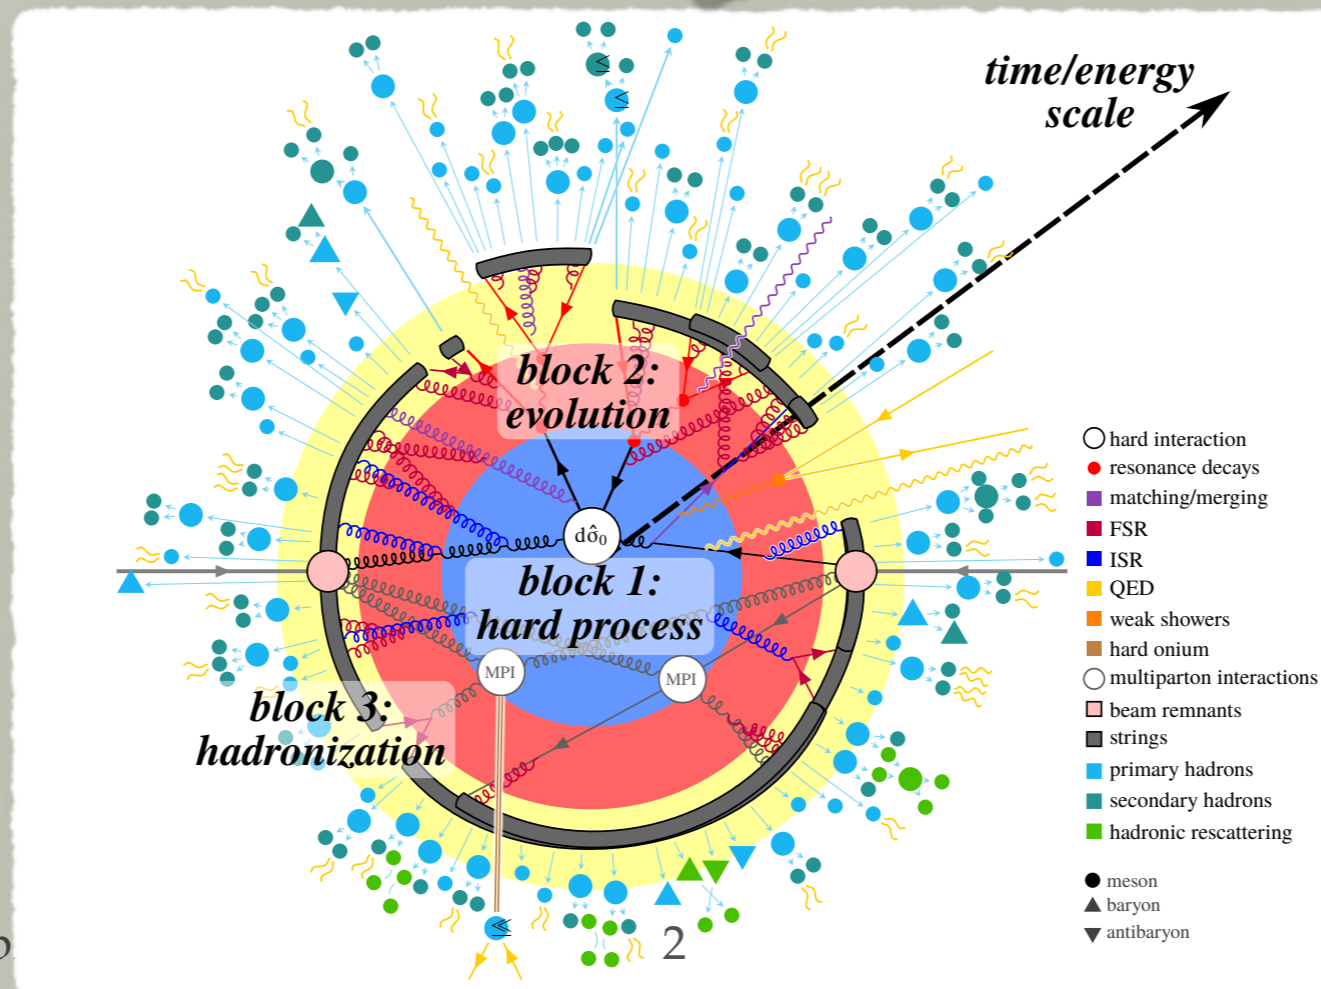 time/energy
scale
block 2:
evolution
dσ̂₀
block 1:
hard process
MPI
MPI
block 3:
hadronization
hard interaction
resonance decays
matching/merging
FSR
ISR
QED
weak showers
hard onium
multiparton interactions
beam remnants
strings
primary hadrons
secondary hadrons
hadronic rescattering
meson
baryon
antibaryon
2